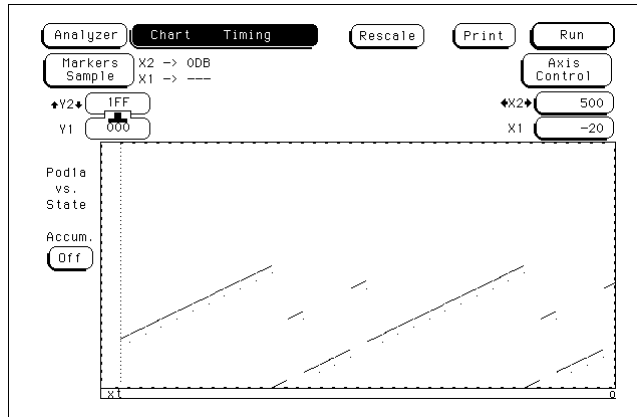 Analyzer Chart Timing Rescale Print Run
Markers Sample X2 -> 0DB
X1 -> ---
Axis Control
Y2 1FF X2 500
Y1 000 X1 -20
Pod1a
vs.
State
Accum.
Off
xt o